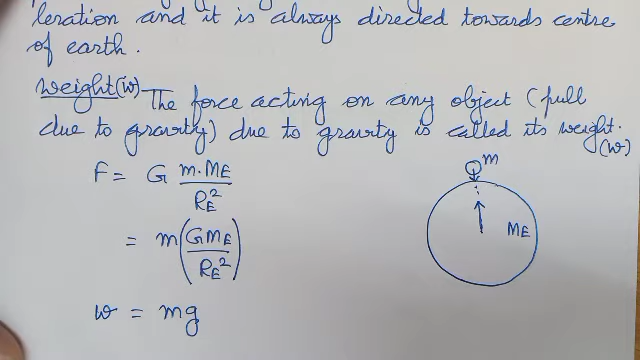 leration and it is always directed towards centre
of earth.
Weight(w) The force acting on any object (pull
due to gravity) due to gravity is called its weight.
(w)
F = G m.ME / RE²
= m(GME / RE²)
w = mg
m
ME